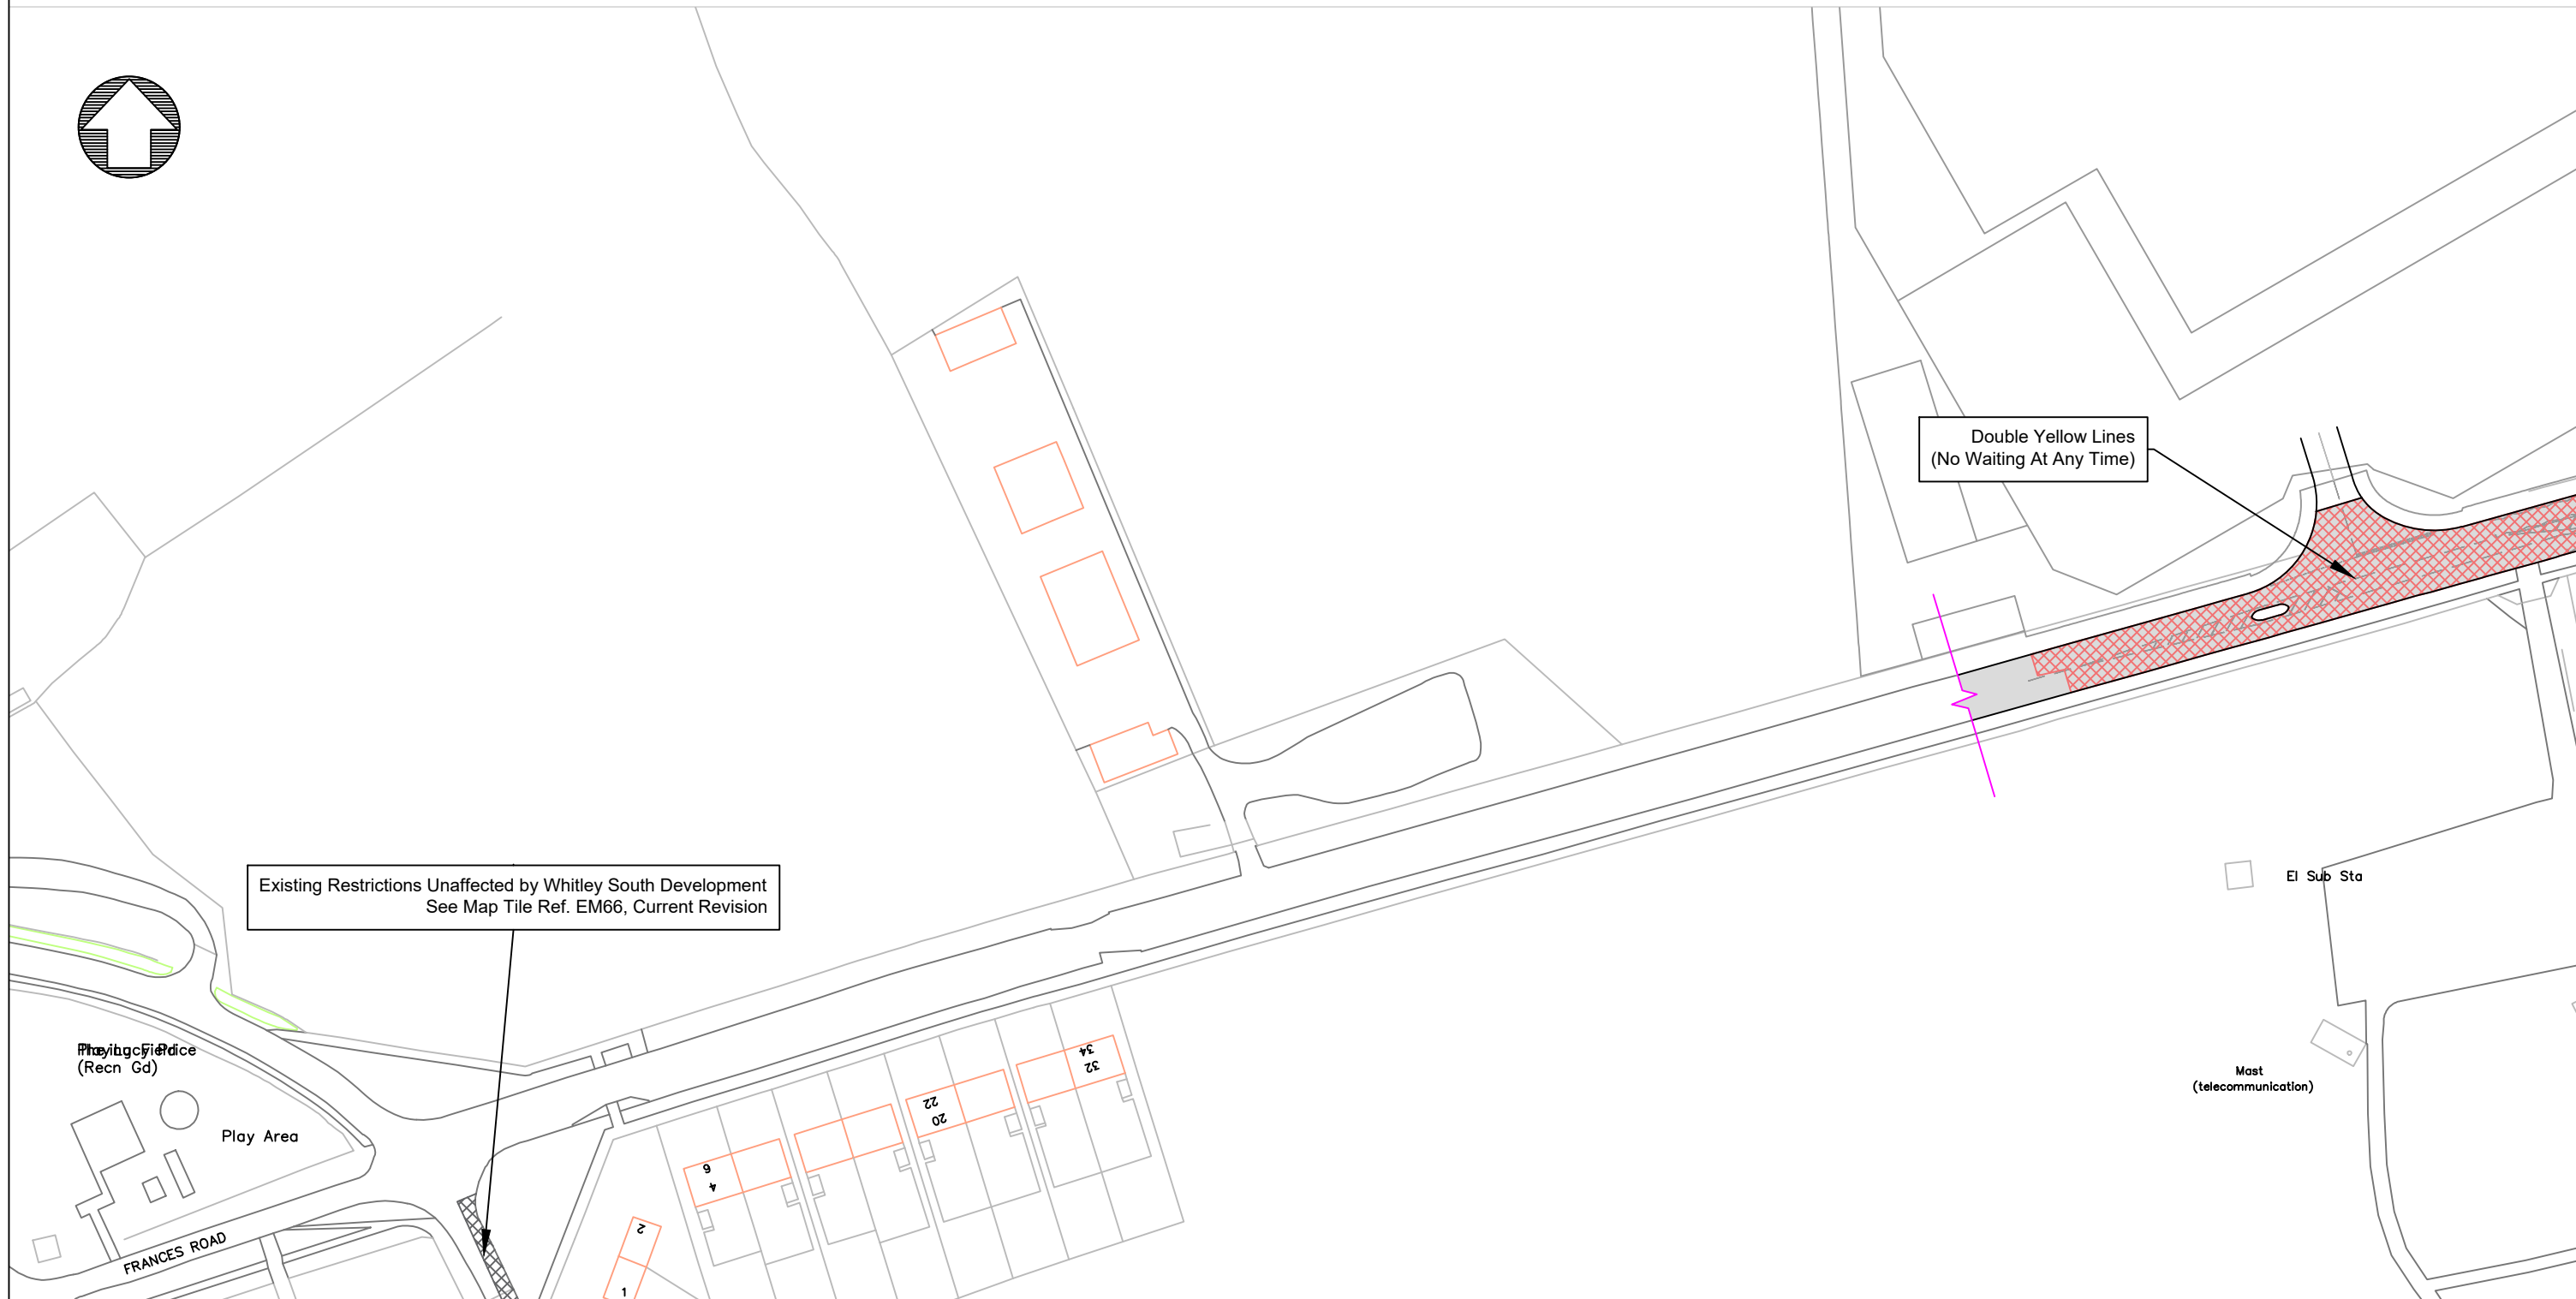 Double Yellow Lines
(No Waiting At Any Time)
Existing Restrictions Unaffected by Whitley South Development
See Map Tile Ref. EM66, Current Revision
El Sub Sta
Mast
(telecommunication)
(Recn Gd)
Play Area
FRANCES ROAD
34
32
22
20
6
4
2
1